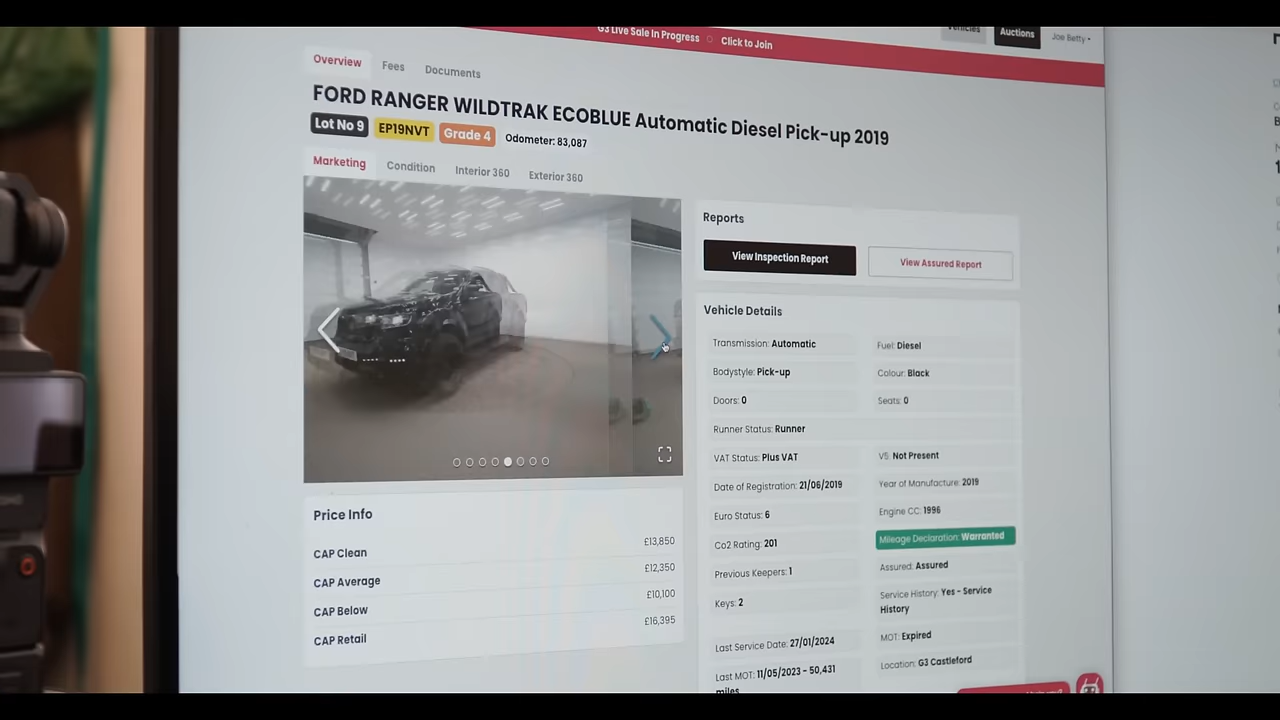 G3 Live Sale In Progress Click to Join
Vehicles Auctions Joe Betty
Overview Fees Documents
FORD RANGER WILDTRAK ECOBLUE Automatic Diesel Pick-up 2019
Lot No 9 EP19NVT Grade 4 Odometer: 83,087
Marketing Condition Interior 360 Exterior 360
Reports
View Inspection Report View Assured Report
Vehicle Details
Transmission: Automatic Fuel: Diesel
Bodystyle: Pick-up Colour: Black
Doors: 0 Seats: 0
Runner Status: Runner
VAT Status: Plus VAT V5: Not Present
Date of Registration: 21/06/2019 Year of Manufacture: 2019
Euro Status: 6 Engine CC: 1996
Co2 Rating: 201 Mileage Declaration: Warranted
Previous Keepers: 1 Assured: Assured
Keys: 2 Service History: Yes - Service
History
MOT: Expired
Last Service Date: 27/01/2024 Location: G3 Castleford
Last MOT: 11/05/2023 - 50,431
miles
Price Info
CAP Clean £13,850
CAP Average £12,350
CAP Below £10,100
CAP Retail £16,395